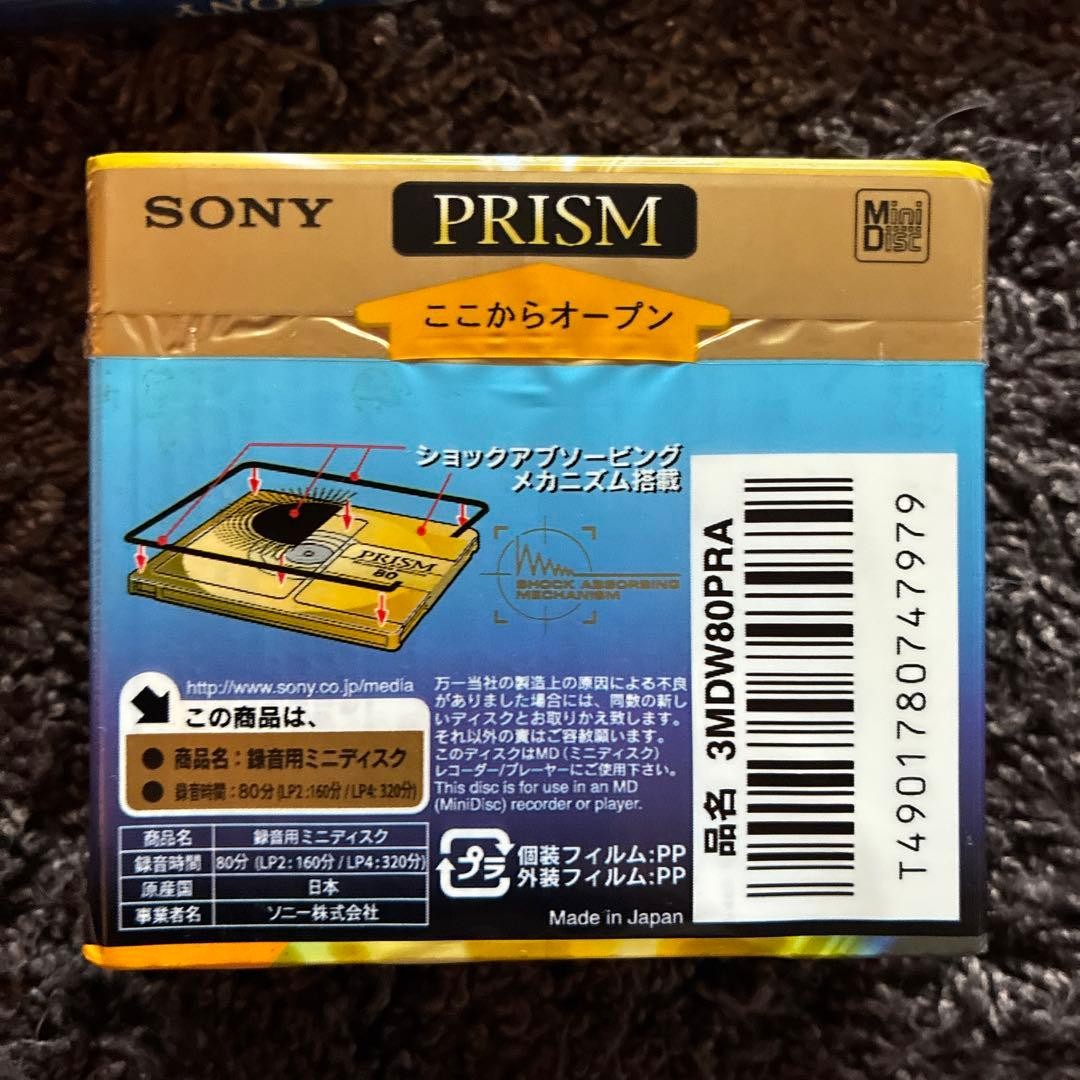 SONY
SONY
PRISM
Mini
Disc
ここからオープン
ショックアブソービング
メカニズム搭載
PRISM
80
SHOCK ABSORBING
MECHANISM
http://www.sony.co.jp/media
この商品は、
● 商品名：録音用ミニディスク
● 録音時間：80分(LP2:160分/LP4:320分)
商品名 録音用ミニディスク
録音時間 80分 (LP2:160分/LP4:320分)
原産国 日本
事業者名 ソニー株式会社
万一当社の製造上の原因による不良
がありました場合には、同数の新し
いディスクとお取りかえ致します。
それ以外の責はご容赦願います。
このディスクはMD(ミニディスク)
レコーダー/プレーヤーにご使用下さい。
This disc is for use in an MD
(MiniDisc) recorder or player.
プラ
個装フィルム:PP
外装フィルム:PP
Made in Japan
品名 3MDW80PRA
T4901780747979